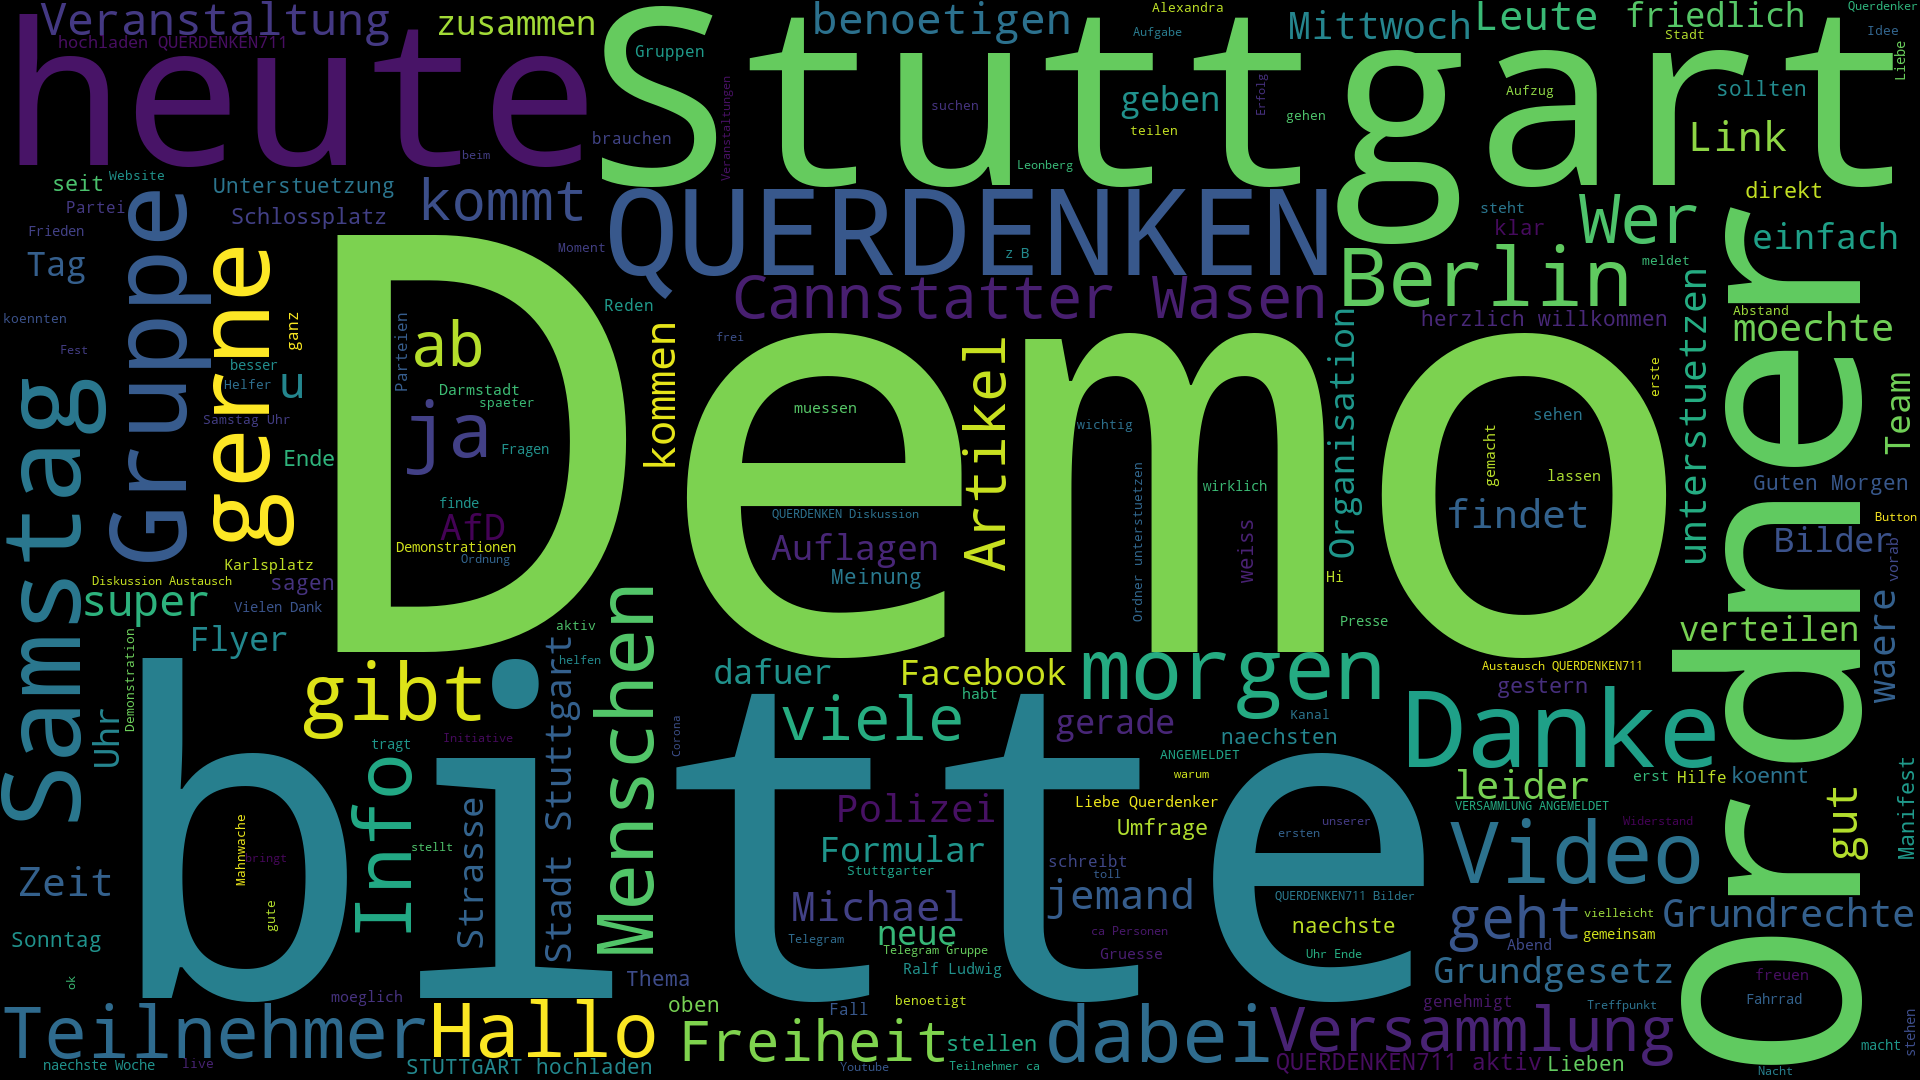 Veranstaltung
zusammen
benoetigen
Alexandra
Mittwoch
Leute
friedlich
Querdenker
hochladen QUERDENKEN711
heute
Stuttgart
Gruppen
Aufgabe
Stadt
Idee
Liebe
Veranstaltungen
suchen
geben
Erfolg
Aufzug
sollten
brauchen
teilen
gehen
Link
beim
Leonberg
seit
Website
Unterstuetzung
kommt
QUERDENKEN
Wer
direkt
Partei
Schlossplatz
steht
klar
einfach
Frieden
Moment
z B
Tag
Gruppe
gerne
Berlin
meldet
Cannstatter Wasen
Reden
koennten
ganz
herzlich willkommen
Abstand
moechte
Fest
besser
Helfer
u
Parteien
ab
kommen
frei
Demo
Artikel
Organisation
erste
unterstuetzen
ordner
Team
Samstag
Samstag Uhr
Darmstadt
spaeter
ja
muessen
wichtig
sehen
Ende
Fragen
gemacht
lassen
wirklich
Guten Morgen
finde
AfD
QUERDENKEN Diskussion
findet
Button
Demonstrationen
Ordnung
Auflagen
Meinung
Ordner unterstuetzen
weiss
Bilder
vorab
Karlsplatz
Hi
Diskussion Austausch
sagen
super
Vielen Dank
Presse
Waere
Flyer
aktiv
Menschen
verteilen
Demonstration
helfen
gibt
bitte
dafuer
Facebook
morgen
Austausch QUERDENKEN711
gestern
Uhr
Stadt Stuttgart
habt
viele
gerade
Kanal
Danke
naechsten
tragt
Initiative
Corona
ANGEMELDET
Info
warum
leider
erst
Hilfe
koennt
Manifest
Strasse
Polizei
Liebe Querdenker
VERSAMMLUNG ANGEMELDET
gut
Mahnwache
Umfrage
ersten
unserer
Video
Widerstand
bringt
stellt
Formular
schreibt
Zeit
Stuttgarter
toll
jemand
QUERDENKEN711 Bilder
gute
Michael
naechste
geht
vielleicht
Grundrechte
Sonntag
Telegram
neue
ca Personen
gemeinsam
Telegram Gruppe
Gruesse
Uhr Ende
Abend
ok
Thema
Ralf Ludwig
Grundgesetz
freuen
moeglich
oben
Fall
benoetigt
genehmigt
Treffpunkt
Fahrrad
Teilnehmer
Hallo
Freiheit
stellen
dabei
Versammlung
macht
stehen
naechste Woche
live
STUTTGART hochladen
Youtube
Teilnehmer ca
QUERDENKEN711 aktiv
Lieben
Nacht